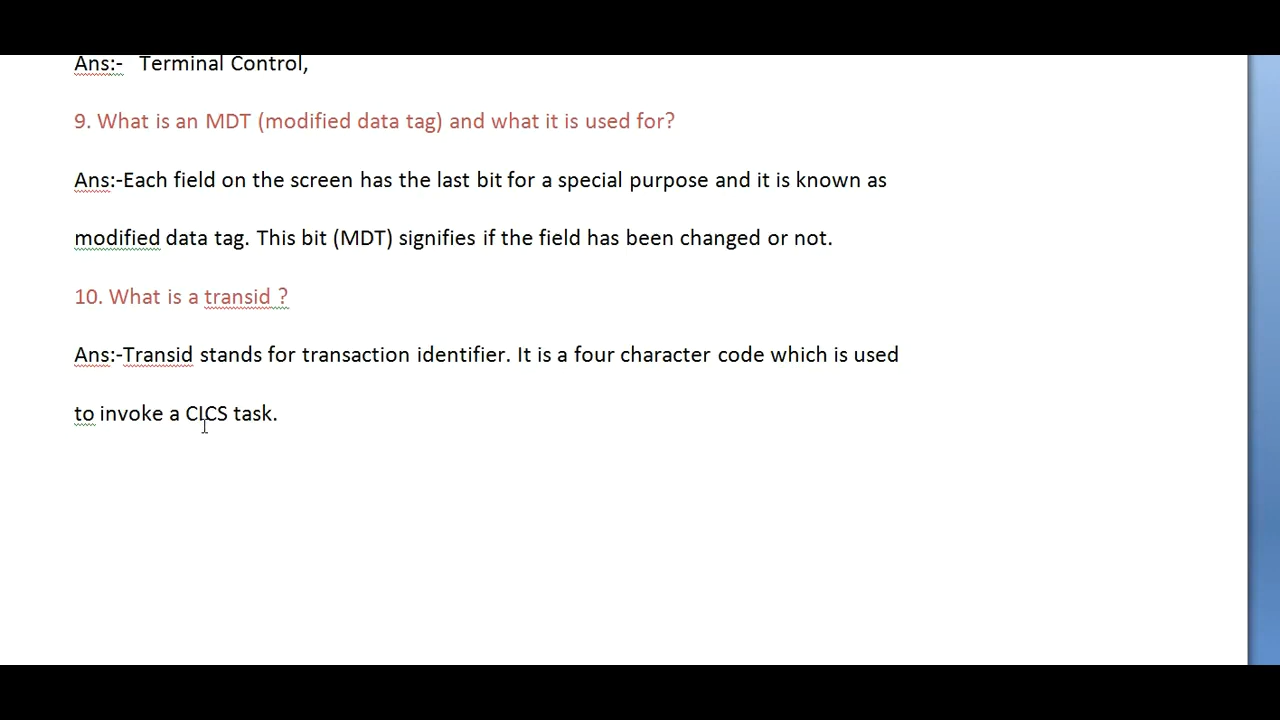 Ans:- Terminal Control,
9. What is an MDT (modified data tag) and what it is used for?
Ans:-Each field on the screen has the last bit for a special purpose and it is known as
modified data tag. This bit (MDT) signifies if the field has been changed or not.
10. What is a transid ?
Ans:-Transid stands for transaction identifier. It is a four character code which is used
to invoke a CICS task.